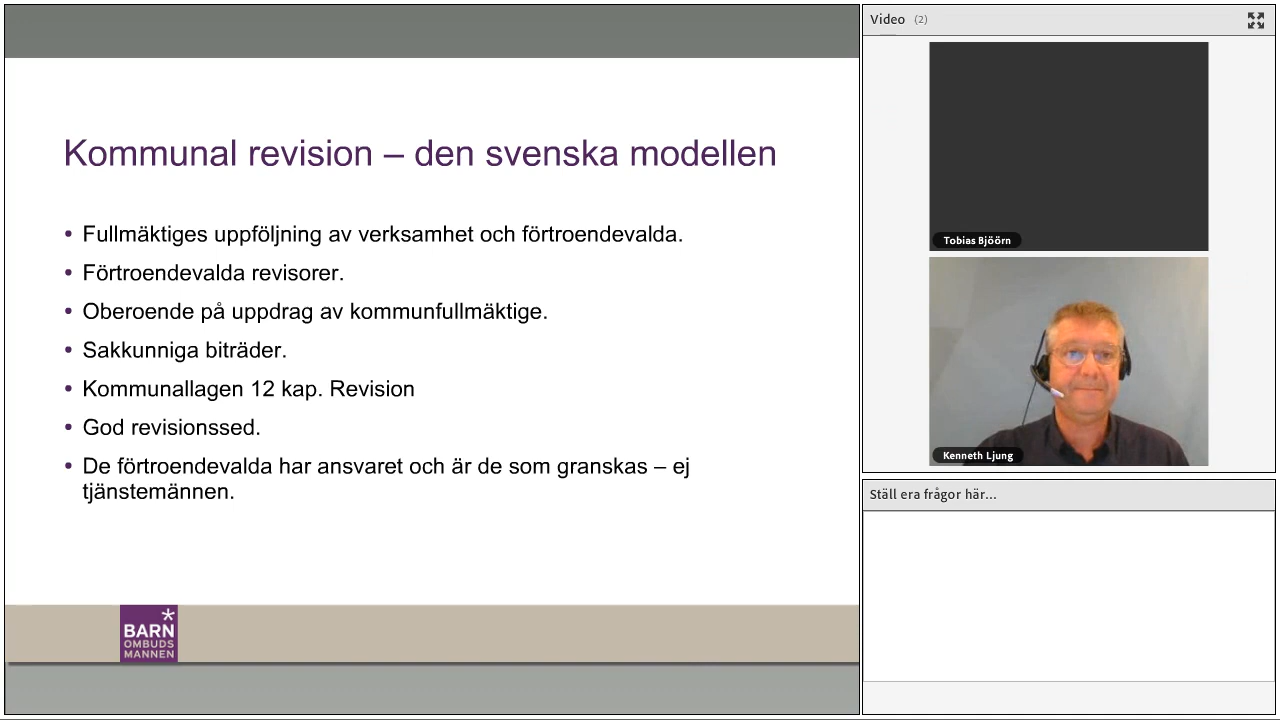 Kommunal revision – den svenska modellen
• Fullmäktiges uppföljning av verksamhet och förtroendevalda.
• Förtroendevalda revisorer.
• Oberoende på uppdrag av kommunfullmäktige.
• Sakkunniga biträder.
• Kommunallagen 12 kap. Revision
• God revisionssed.
• De förtroendevalda har ansvaret och är de som granskas – ej
tjänstemännen.
BARN
OMBUDS
MANNEN
Video (2)
Tobias Bjöörn
Kenneth Ljung
Ställ era frågor här...